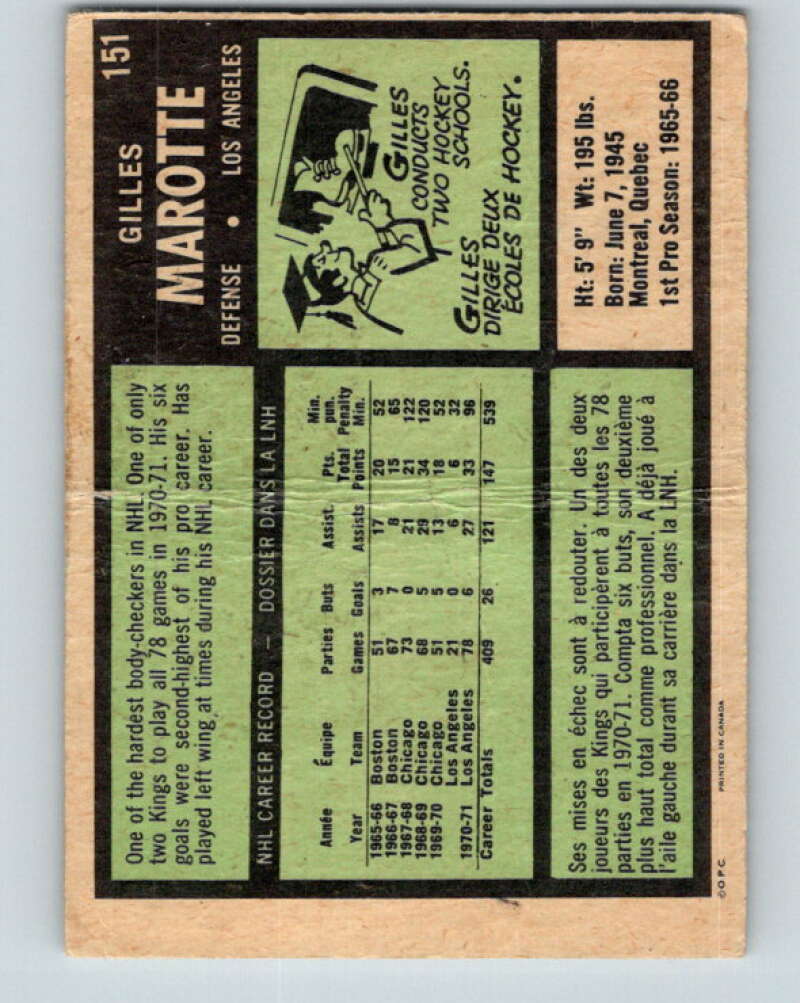 151
GILLES
MAROTTE
DEFENSE • LOS ANGELES
One of the hardest body-checkers in NHL. One of only
two Kings to play all 78 games in 1970-71. His six
goals were second-highest of his pro career. Has
played left wing at times during his NHL career.
GILLES
CONDUCTS
TWO HOCKEY
SCHOOLS.
GILLES
DIRIGE DEUX
ÉCOLES DE HOCKEY.
NHL CAREER RECORD — DOSSIER DANS LA LNH
Min.
Pts. pun.
Année Équipe Parties Buts Assist. Total Penalty
Year Team Games Goals Assists Points Min.
1965-66 Boston 51 3 17 20 52
1966-67 Boston 67 7 8 15 65
1967-68 Chicago 73 0 21 21 122
1968-69 Chicago 68 5 29 34 120
1969-70 Chicago 51 5 13 18 52
Los Angeles 21 0 6 6 32
1970-71 Los Angeles 78 6 27 33 96
Career Totals 409 26 121 147 539
Ht: 5' 9" Wt: 195 lbs.
Born: June 7, 1945
Montreal, Quebec
1st Pro Season: 1965-66
Ses mises en échec sont à redouter. Un des deux
joueurs des Kings qui participèrent à toutes les 78
parties en 1970-71. Compta six buts, son deuxième
plus haut total comme professionnel. A déjà joué à
l'aile gauche durant sa carrière dans la LNH.
©O.P.C. PRINTED IN CANADA